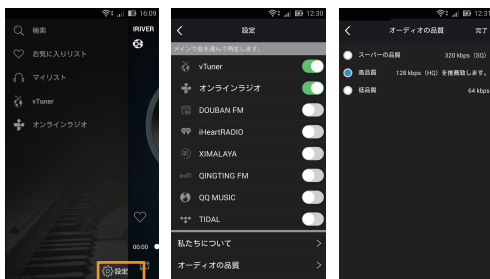 16:09
検索
IRIVER
お気に入りリスト
マイリスト
vTuner
オンラインラジオ
00:00
設定
12:30
設定
メインで曲を選んで再生します。
vTuner
オンラインラジオ
DOUBAN FM
iHeartRADIO
XIMALAYA
QINGTING FM
QQ MUSIC
TIDAL
私たちについて
オーディオの品質
12:31
オーディオの品質 完了
スーパーの品質 320 kbps (SQ)
高品質 128 kbps (HQ) を推薦致します。
低品質 64 kbps